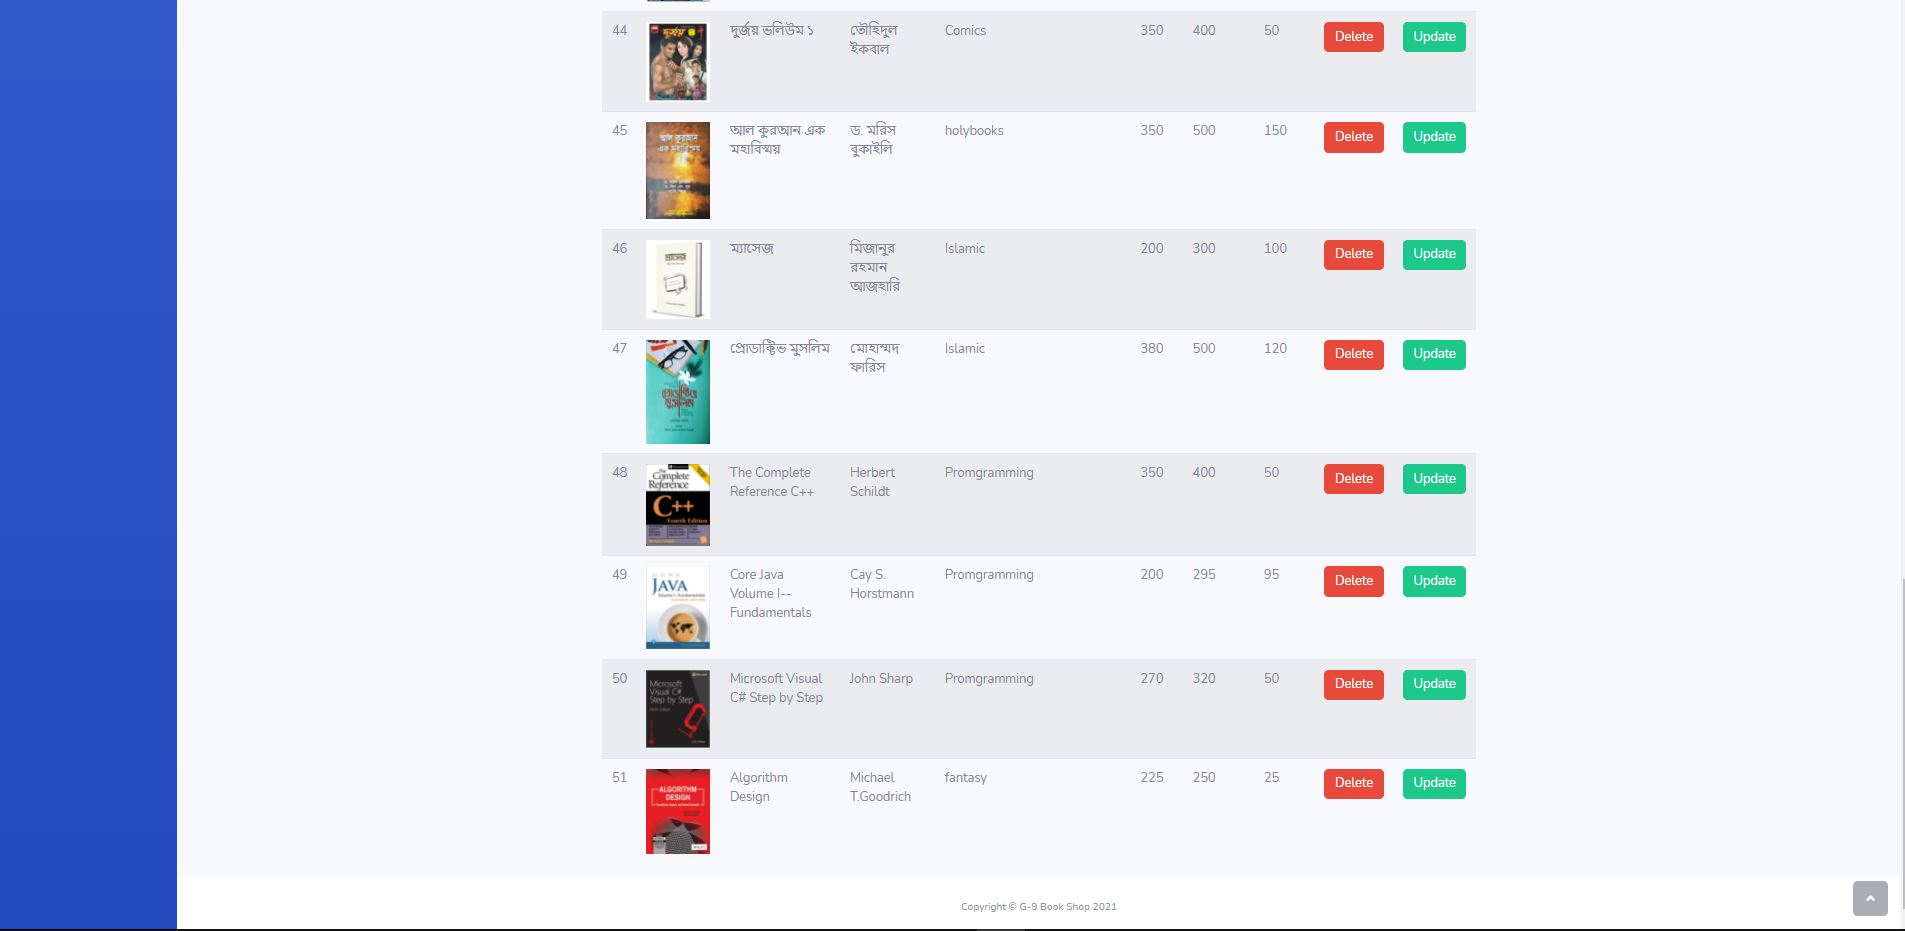 44
দুর্জয় ভলিউম ১
তৌহিদুল
ইকবাল
Comics
350
400
50
Delete
Update
45
আল কুরআন এক
মহাবিস্ময়
আল কুরআন এক
মহাবিস্ময়
ড. মরিস
বুকাইলি
holybooks
350
500
150
Delete
Update
46
ম্যাসেজ
মিজানুর
রহমান
আজহারি
Islamic
200
300
100
Delete
Update
47
প্রোডাক্টিভ
মুসলিম
প্রোডাক্টিভ মুসলিম
মোহাম্মদ
ফারিস
Islamic
380
500
120
Delete
Update
48
The
Complete
Reference
C++
Fourth Edition
The Complete
Reference C++
Herbert
Schildt
Promgramming
350
400
50
Delete
Update
49
JAVA
Core Java
Volume I--
Fundamentals
Cay S.
Horstmann
Promgramming
200
295
95
Delete
Update
50
Microsoft
Visual C#
Step by Step
Microsoft Visual
C# Step by Step
John Sharp
Promgramming
270
320
50
Delete
Update
51
ALGORITHM
DESIGN
Algorithm
Design
Michael
T.Goodrich
fantasy
225
250
25
Delete
Update
Copyright © G-9 Book Shop 2021